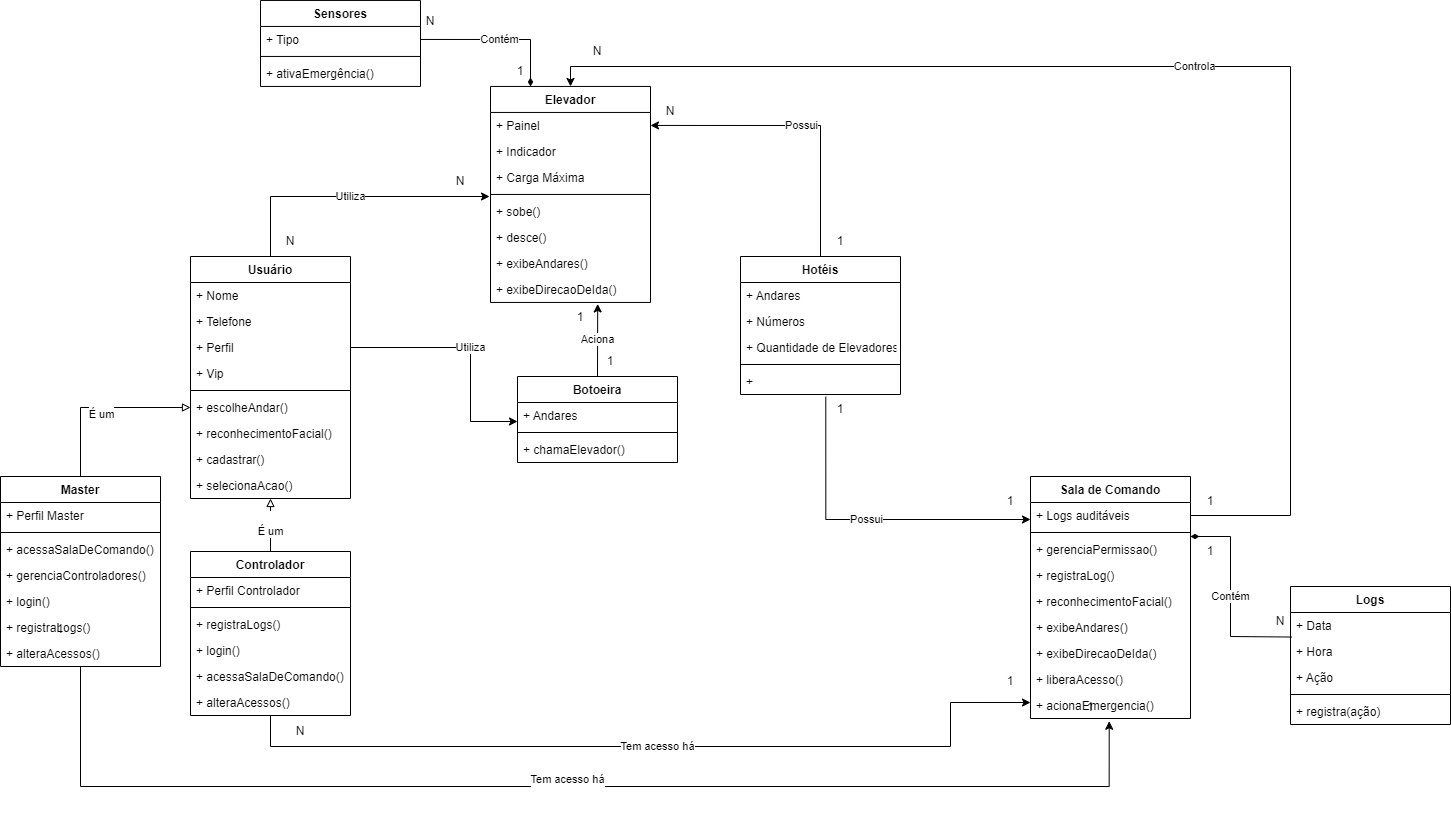 Sensores
+ Tipo
+ ativaEmergência()
N
Contém
1
N
Controla
Elevador
+ Painel
+ Indicador
+ Carga Máxima
+ sobe()
+ desce()
+ exibeAndares()
+ exibeDirecaoDeIda()
N
Possui
1
N
Utiliza
N
Usuário
+ Nome
+ Telefone
+ Perfil
+ Vip
+ escolheAndar()
+ reconhecimentoFacial()
+ cadastrar()
+ selecionaAcao()
Hotéis
+ Andares
+ Números
+ Quantidade de Elevadores
+
1
Aciona
1
Utiliza
Botoeira
+ Andares
+ chamaElevador()
É um
1
Possui
1
Master
+ Perfil Master
+ acessaSalaDeComando()
+ gerenciaControladores()
+ login()
+ registraLogs()
+ alteraAcessos()
É um
Controlador
+ Perfil Controlador
+ registraLogs()
+ login()
+ acessaSalaDeComando()
+ alteraAcessos()
Sala de Comando
+ Logs auditáveis
+ gerenciaPermissao()
+ registraLog()
+ reconhecimentoFacial()
+ exibeAndares()
+ exibeDirecaoDeIda()
+ liberaAcesso()
+ acionaEmergencia()
1
1
Contém
N
Logs
+ Data
+ Hora
+ Ação
+ registra(ação)
1
N
Tem acesso há
Tem acesso há